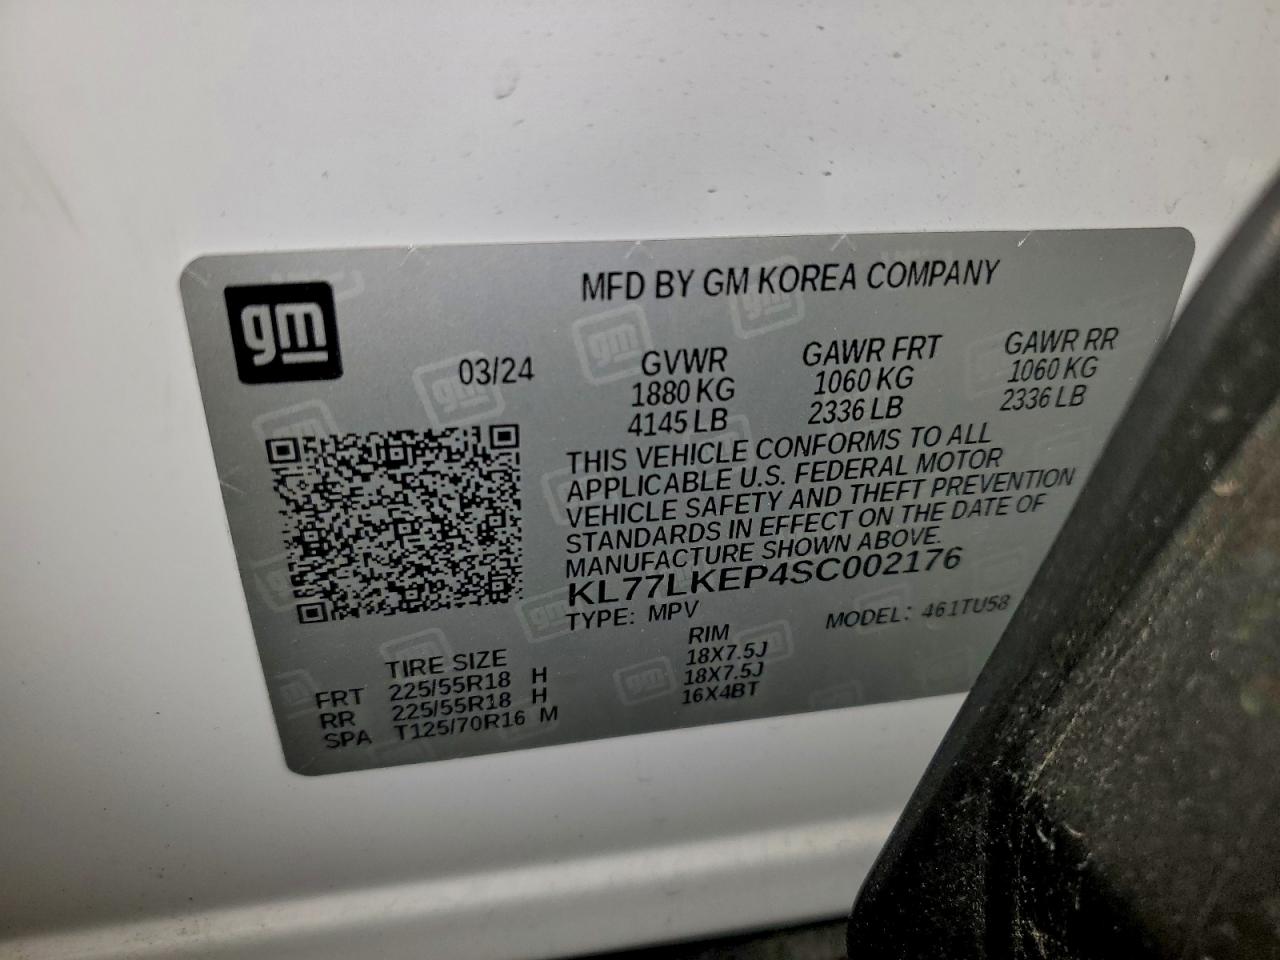 gm
MFD BY GM KOREA COMPANY
03/24
GVWR GAWR FRT GAWR RR
1880 KG 1060 KG 1060 KG
4145 LB 2336 LB 2336 LB
THIS VEHICLE CONFORMS TO ALL
APPLICABLE U.S. FEDERAL MOTOR
VEHICLE SAFETY AND THEFT PREVENTION
STANDARDS IN EFFECT ON THE DATE OF
MANUFACTURE SHOWN ABOVE.
KL77LKEP4SC002176
TYPE: MPV MODEL: 461TU58
TIRE SIZE RIM
FRT 225/55R18 H 18X7.5J
RR 225/55R18 H 18X7.5J
SPA T125/70R16 M 16X4BT